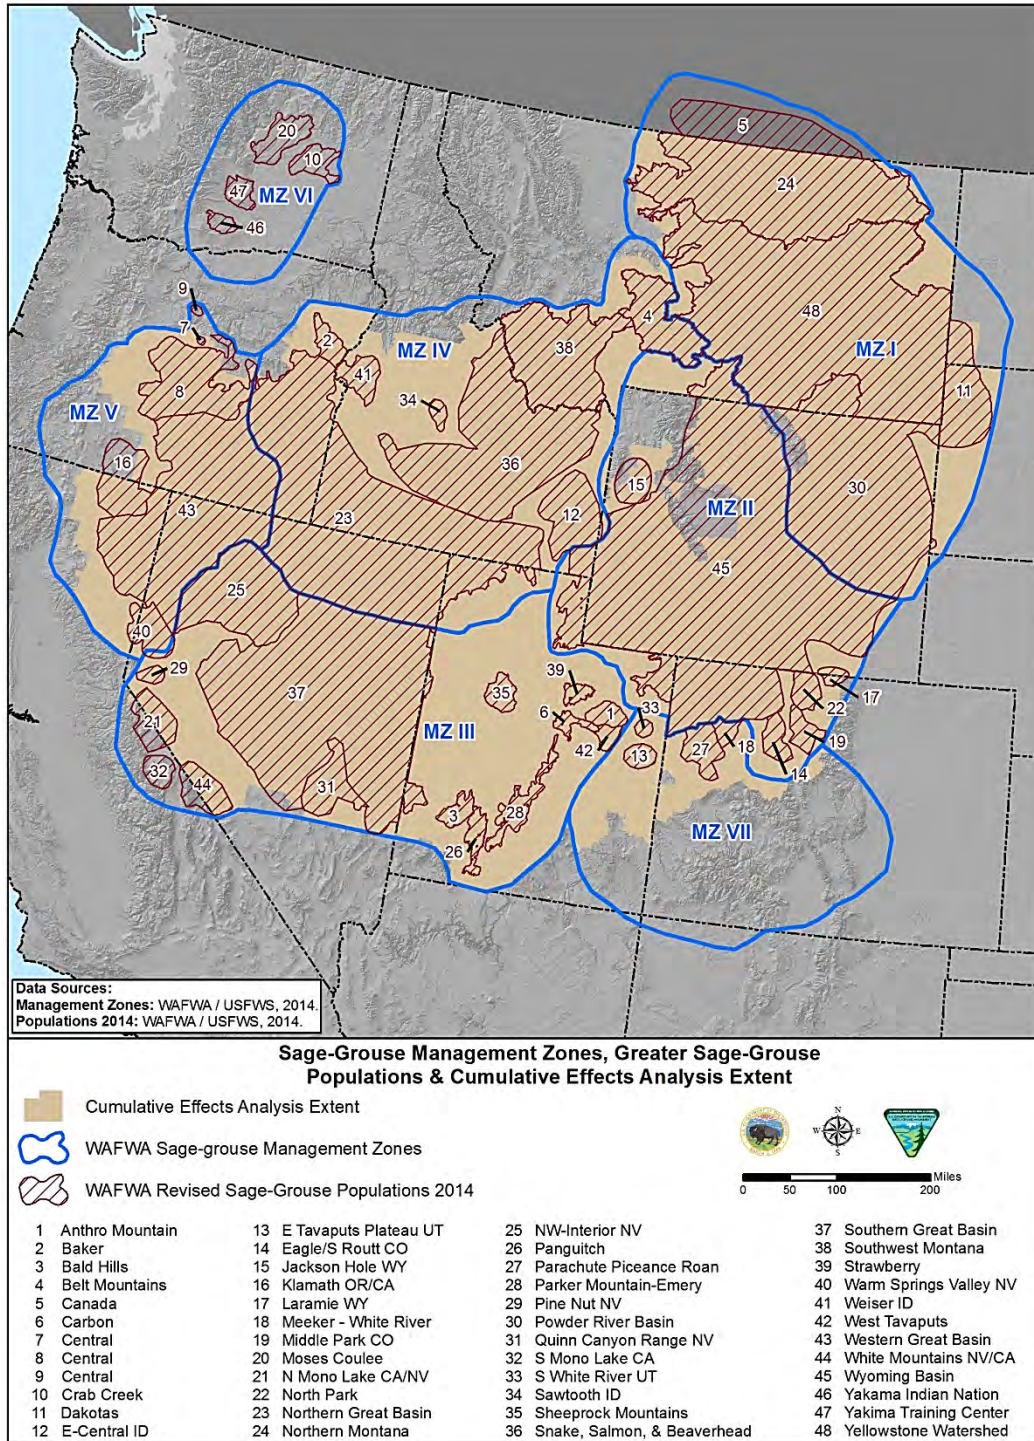 20
10
47
MZ VI
46
5
24
9
7
2
MZ IV
4
48
MZ I
38
41
8
MZ V
34
11
16
36
15
30
MZ II
12
43
23
45
25
40
29
39
17
37
35
33
22
6
1
21
MZ III
42
18
19
27
13
32
14
44
31
28
3
MZ VII
26
Data Sources:
Management Zones: WAFWA / USFWS, 2014.
Populations 2014: WAFWA / USFWS, 2014.
Sage-Grouse Management Zones, Greater Sage-Grouse
Populations & Cumulative Effects Analysis Extent
Cumulative Effects Analysis Extent
WAFWA Sage-grouse Management Zones
WAFWA Revised Sage-Grouse Populations 2014
N
W E
S
Miles
0 50 100 200
1 Anthro Mountain
2 Baker
3 Bald Hills
4 Belt Mountains
5 Canada
6 Carbon
7 Central
8 Central
9 Central
10 Crab Creek
11 Dakotas
12 E-Central ID
13 E Tavaputs Plateau UT
14 Eagle/S Routt CO
15 Jackson Hole WY
16 Klamath OR/CA
17 Laramie WY
18 Meeker - White River
19 Middle Park CO
20 Moses Coulee
21 N Mono Lake CA/NV
22 North Park
23 Northern Great Basin
24 Northern Montana
25 NW-Interior NV
26 Panguitch
27 Parachute Piceance Roan
28 Parker Mountain-Emery
29 Pine Nut NV
30 Powder River Basin
31 Quinn Canyon Range NV
32 S Mono Lake CA
33 S White River UT
34 Sawtooth ID
35 Sheeprock Mountains
36 Snake, Salmon, & Beaverhead
37 Southern Great Basin
38 Southwest Montana
39 Strawberry
40 Warm Springs Valley NV
41 Weiser ID
42 West Tavaputs
43 Western Great Basin
44 White Mountains NV/CA
45 Wyoming Basin
46 Yakama Indian Nation
47 Yakima Training Center
48 Yellowstone Watershed